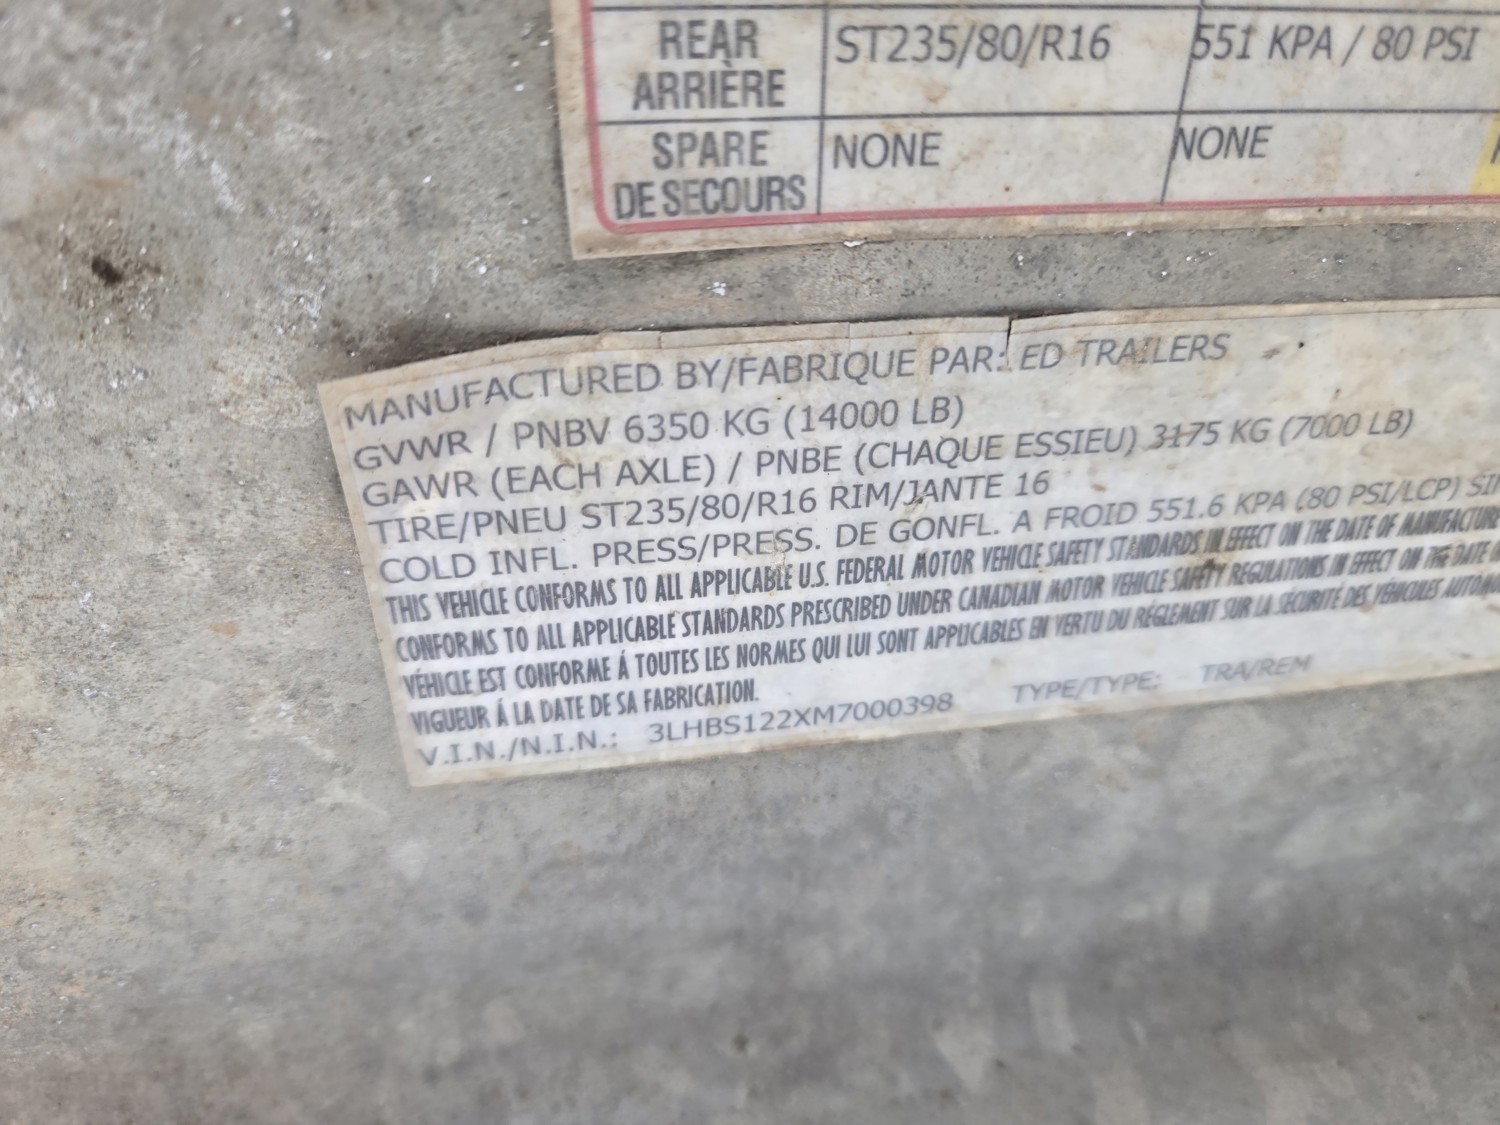 REAR ST235/80/R16 551 KPA / 80 PSI
ARRIÈRE
SPARE NONE NONE
DE SECOURS
MANUFACTURED BY/FABRIQUE PAR: ED TRAILERS
GVWR / PNBV 6350 KG (14000 LB)
GAWR (EACH AXLE) / PNBE (CHAQUE ESSIEU) 3175 KG (7000 LB)
TIRE/PNEU ST235/80/R16 RIM/JANTE 16
COLD INFL. PRESS/PRESS. DE GONFL. A FROID 551.6 KPA (80 PSI/LCP)
THIS VEHICLE CONFORMS TO ALL APPLICABLE U.S. FEDERAL MOTOR VEHICLE SAFETY STANDARDS IN EFFECT ON THE DATE OF MANUFACTURE
CONFORMS TO ALL APPLICABLE STANDARDS PRESCRIBED UNDER CANADIAN MOTOR VEHICLE SAFETY REGULATIONS IN EFFECT ON THE DATE
VÉHICLE EST CONFORME Á TOUTES LES NORMES QUI LUI SONT APPLICABLES EN VERTU DU RÉGLEMENT SUR LA SÉCURITÉ DES VÉHICULES
VIGUEUR Á LA DATE DE SA FABRICATION.
V.I.N./N.I.N.: 3LHBS122XM7000398 TYPE/TYPE: TRA/REM